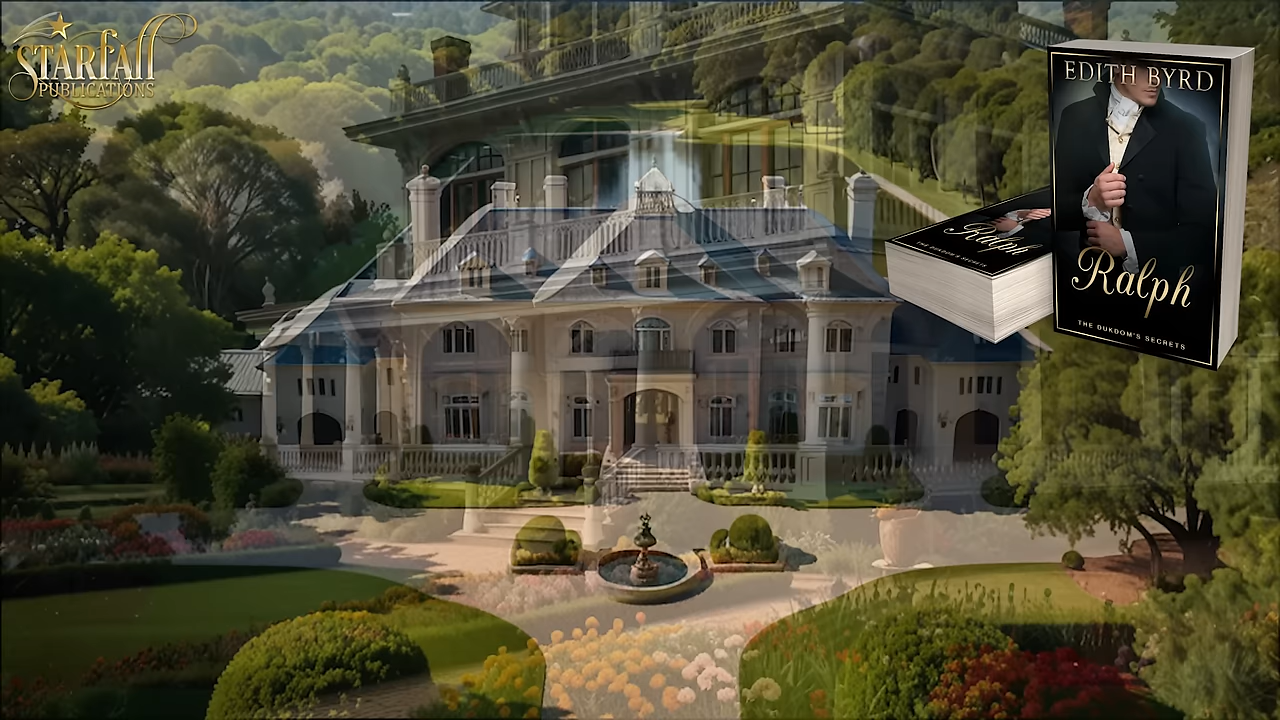 STARfall
PUBLICATIONS
EDITH BYRD
Ralph
THE DUKDOM'S SECRETS
Ralph
THE DUKDOM'S SECRETS